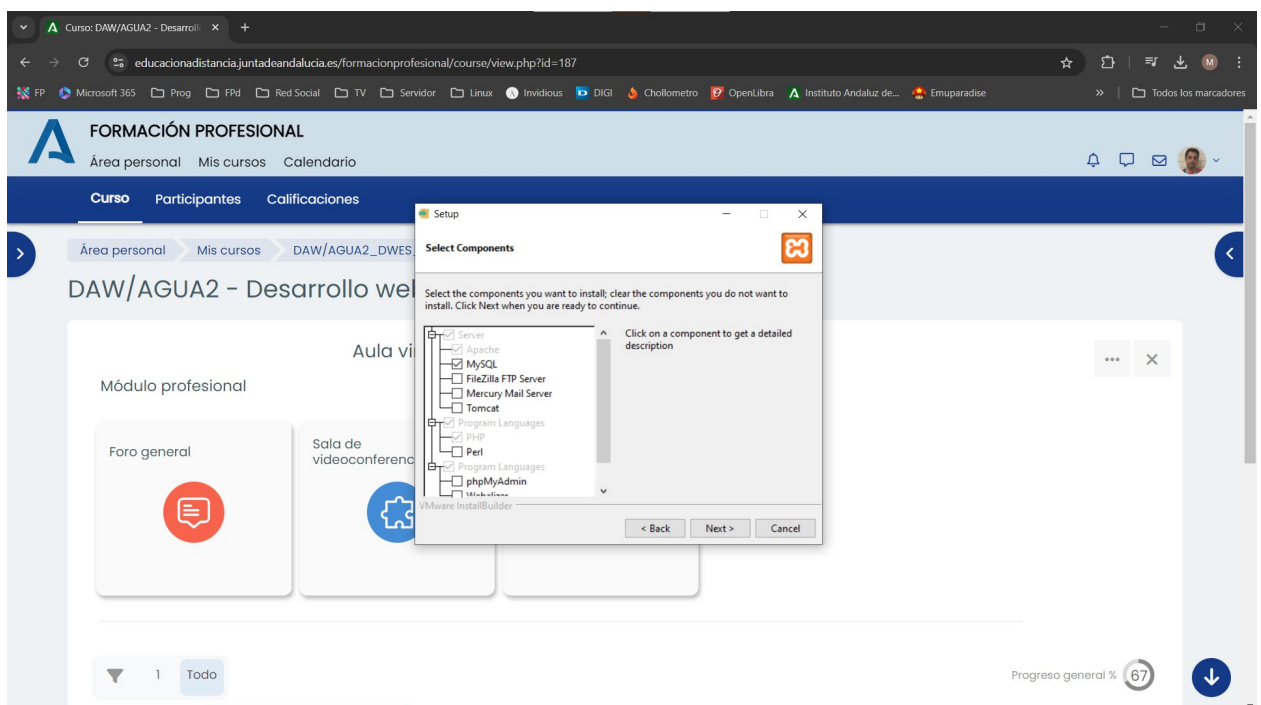 Curso: DAW/AGUA2 - Desarroll
educacionadistancia.juntadeandalucia.es/formacionprofesional/course/view.php?id=187
M
FP Microsoft 365 Prog FPd Red Social TV Servidor Linux Invidious DIGI Chollometro OpenLibra Instituto Andaluz de... Emuparadise » Todos los marcadores
FORMACIÓN PROFESIONAL
Área personal Mis cursos Calendario
Curso Participantes Calificaciones
Área personal Mis cursos DAW/AGUA2_DWES_
DAW/AGUA2 - Desarrollo wel
Aula vi
Módulo profesional
Foro general
Sala de
videoconferenc
1 Todo
Progreso general % 67
Setup
Select Components
Select the components you want to install; clear the components you do not want to
install. Click Next when you are ready to continue.
Server
Apache
MySQL
FileZilla FTP Server
Mercury Mail Server
Tomcat
Program Languages
PHP
Perl
Program Languages
phpMyAdmin
Webalizer
Click on a component to get a detailed
description
VMware InstallBuilder
< Back Next > Cancel